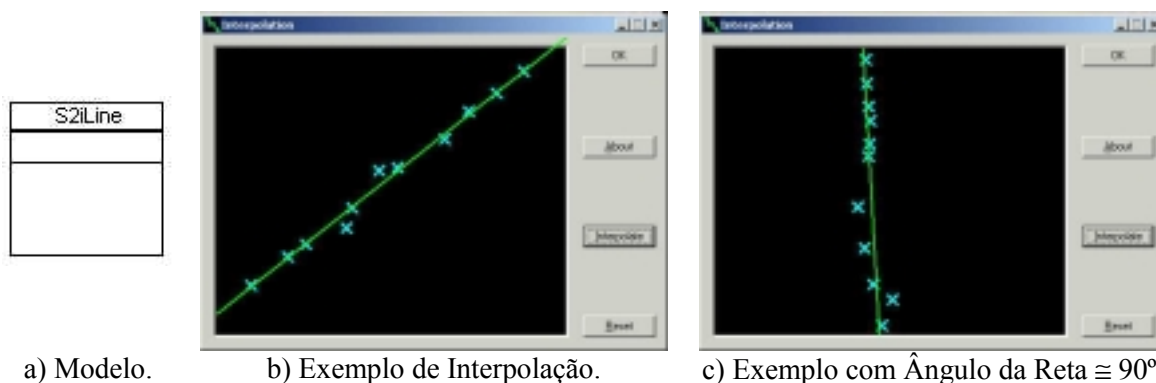 S2iLine
Interpolation
OK
About
Interpolate
Reset
Interpolation
OK
About
Interpolate
Reset
a) Modelo.
b) Exemplo de Interpolação.
c) Exemplo com Ângulo da Reta ≅ 90º